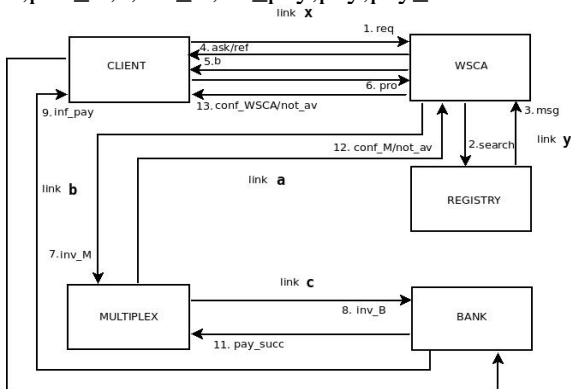 link x
1. req
4. ask/ref
5.b
CLIENT
WSCA
6. pro
9. inf_pay
13. conf_WSCA/not_av
3. msg
12. conf_M/not_av
2.search
link y
link b
link a
REGISTRY
7. inv_M
link c
8. inv_B
MULTIPLEX
BANK
11. pay_succ